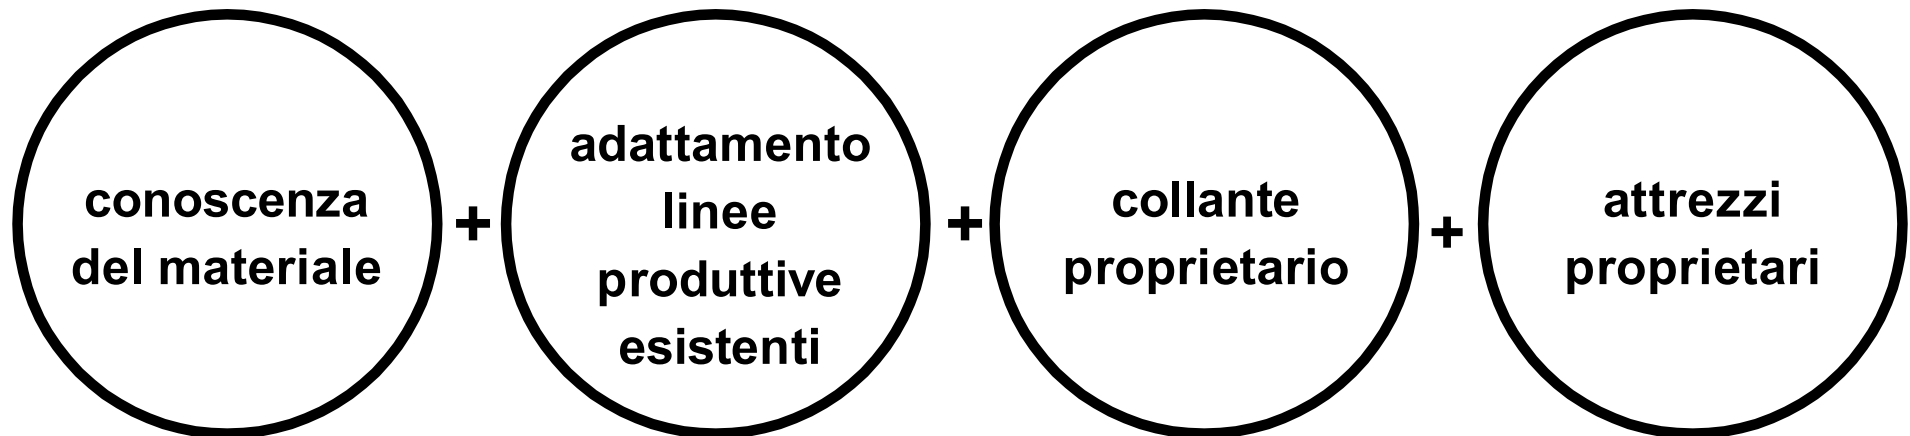 conoscenza
del materiale
+
adattamento
linee
produttive
esistenti
+
collante
proprietario
+
attrezzi
proprietari